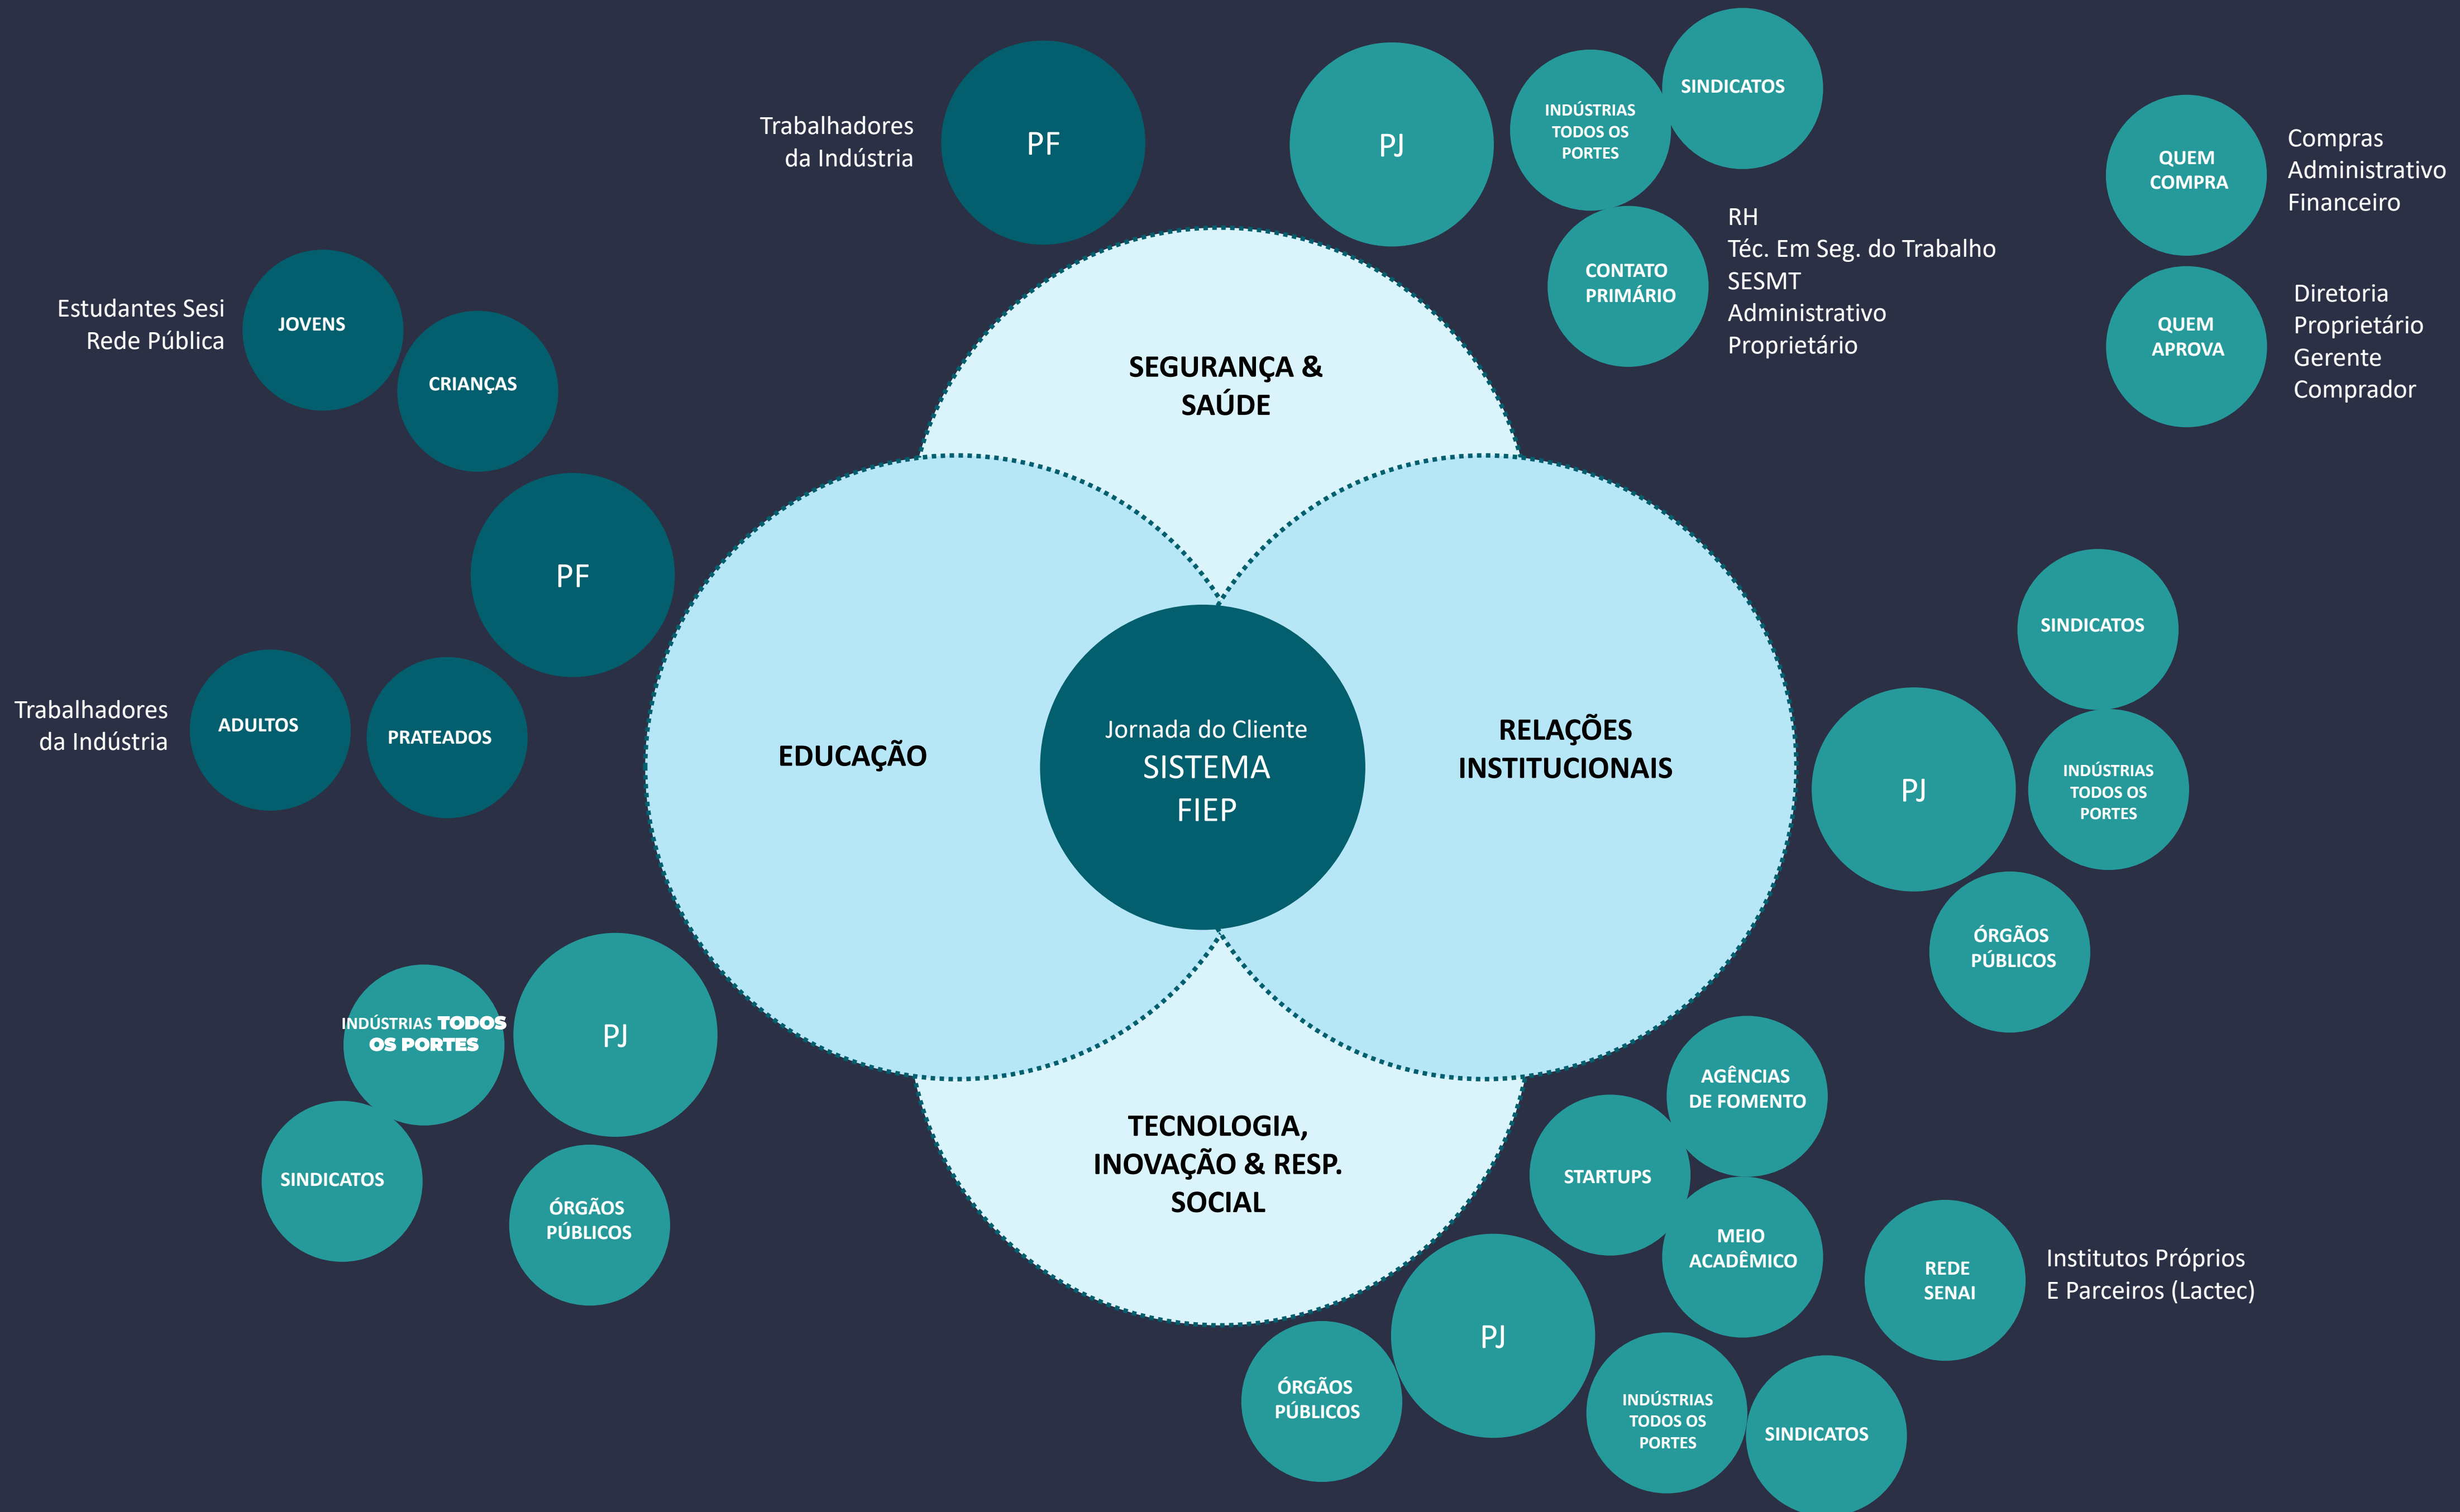 Trabalhadores
da Indústria
PF
PJ
INDÚSTRIAS
TODOS OS
PORTES
SINDICATOS
CONTATO
PRIMÁRIO
RH
Téc. Em Seg. do Trabalho
SESMT
Administrativo
Proprietário
QUEM
COMPRA
Compras
Administrativo
Financeiro
QUEM
APROVA
Diretoria
Proprietário
Gerente
Comprador
SEGURANÇA &
SAÚDE
Estudantes Sesi
Rede Pública
JOVENS
CRIANÇAS
PF
Trabalhadores
da Indústria
ADULTOS
PRATEADOS
EDUCAÇÃO
Jornada do Cliente
SISTEMA
FIEP
RELAÇÕES
INSTITUCIONAIS
SINDICATOS
PJ
INDÚSTRIAS
TODOS OS
PORTES
ÓRGÃOS
PÚBLICOS
INDÚSTRIAS TODOS
OS PORTES
PJ
SINDICATOS
ÓRGÃOS
PÚBLICOS
TECNOLOGIA,
INOVAÇÃO & RESP.
SOCIAL
AGÊNCIAS
DE FOMENTO
STARTUPS
MEIO
ACADÊMICO
REDE
SENAI
Institutos Próprios
E Parceiros (Lactec)
PJ
ÓRGÃOS
PÚBLICOS
INDÚSTRIAS
TODOS OS
PORTES
SINDICATOS